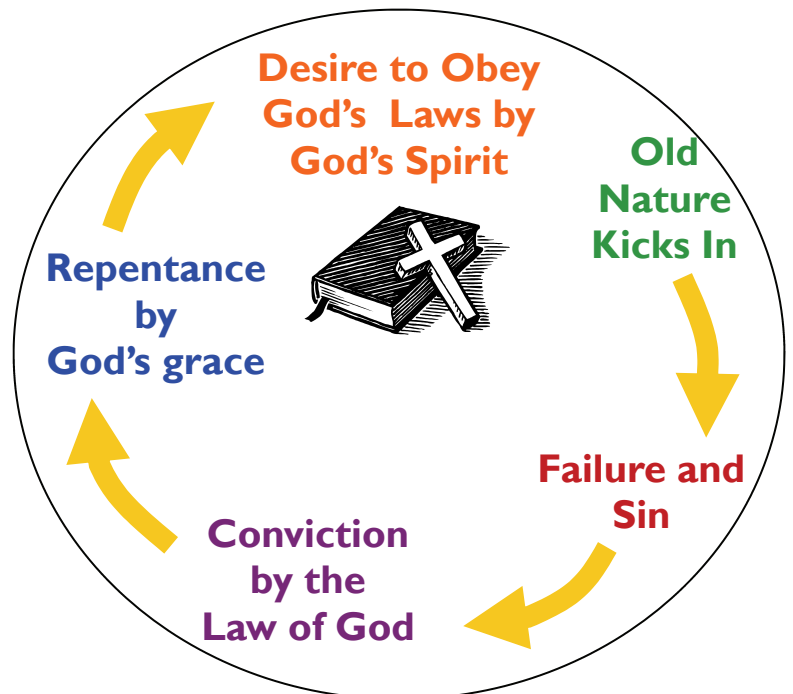 Desire to Obey
God’s Laws by
God’s Spirit
Old
Nature
Kicks In
Failure and
Sin
Conviction
by the
Law of God
Repentance
by
God’s grace